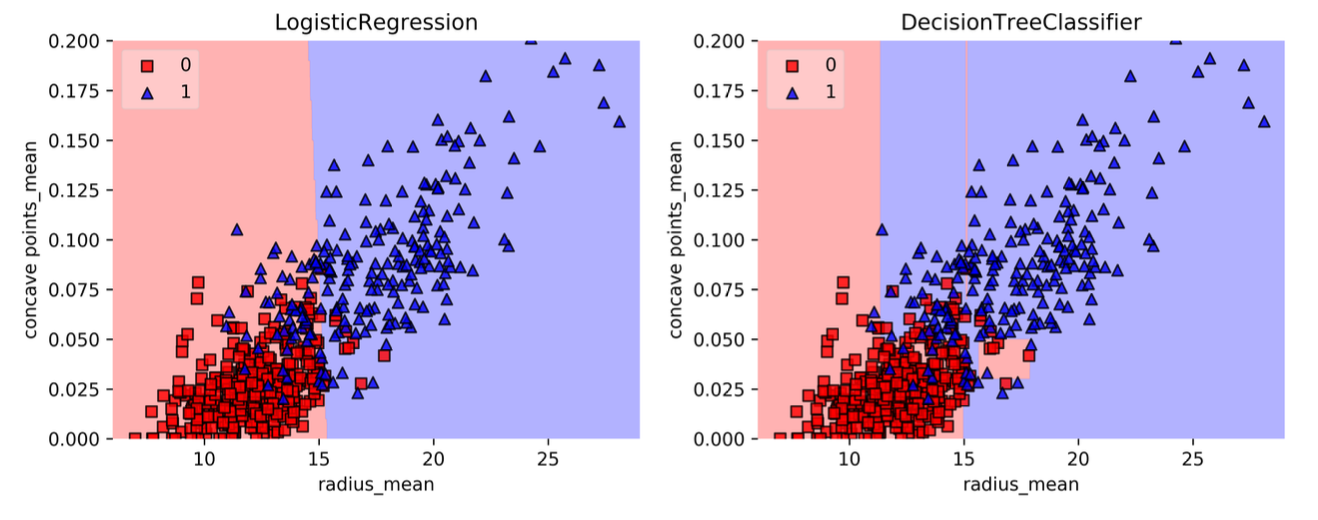 LogisticRegression
0.200
0.175
0.150
0.125
0.100
0.075
0.050
0.025
0.000
concave points_mean
0
1
10 15 20 25
radius_mean
DecisionTreeClassifier
0.200
0.175
0.150
0.125
0.100
0.075
0.050
0.025
0.000
concave points_mean
0
1
10 15 20 25
radius_mean